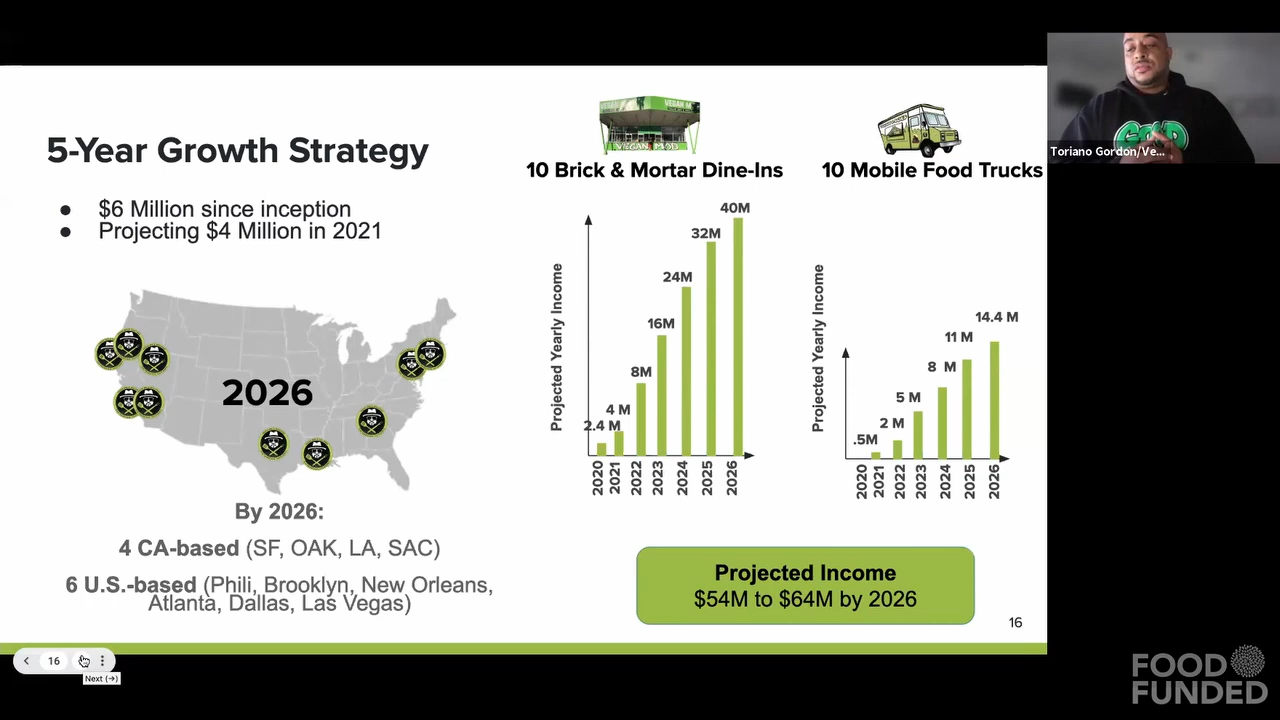 5-Year Growth Strategy
● $6 Million since inception
● Projecting $4 Million in 2021
2026
By 2026:
4 CA-based (SF, OAK, LA, SAC)
6 U.S.-based (Phili, Brooklyn, New Orleans,
Atlanta, Dallas, Las Vegas)
VEGAN M
VEGAN MOB
10 Brick & Mortar Dine-Ins
Projected Yearly Income
2.4 M
4 M
8M
16M
24M
32M
40M
2020
2021
2022
2023
2024
2025
2026
10 Mobile Food Trucks
Projected Yearly Income
.5M
2 M
5 M
8 M
11 M
14.4 M
2020
2021
2022
2023
2024
2025
2026
Projected Income
$54M to $64M by 2026
16
16
Next (→)
Toriano Gordon/Ve...
FOOD
FUNDED